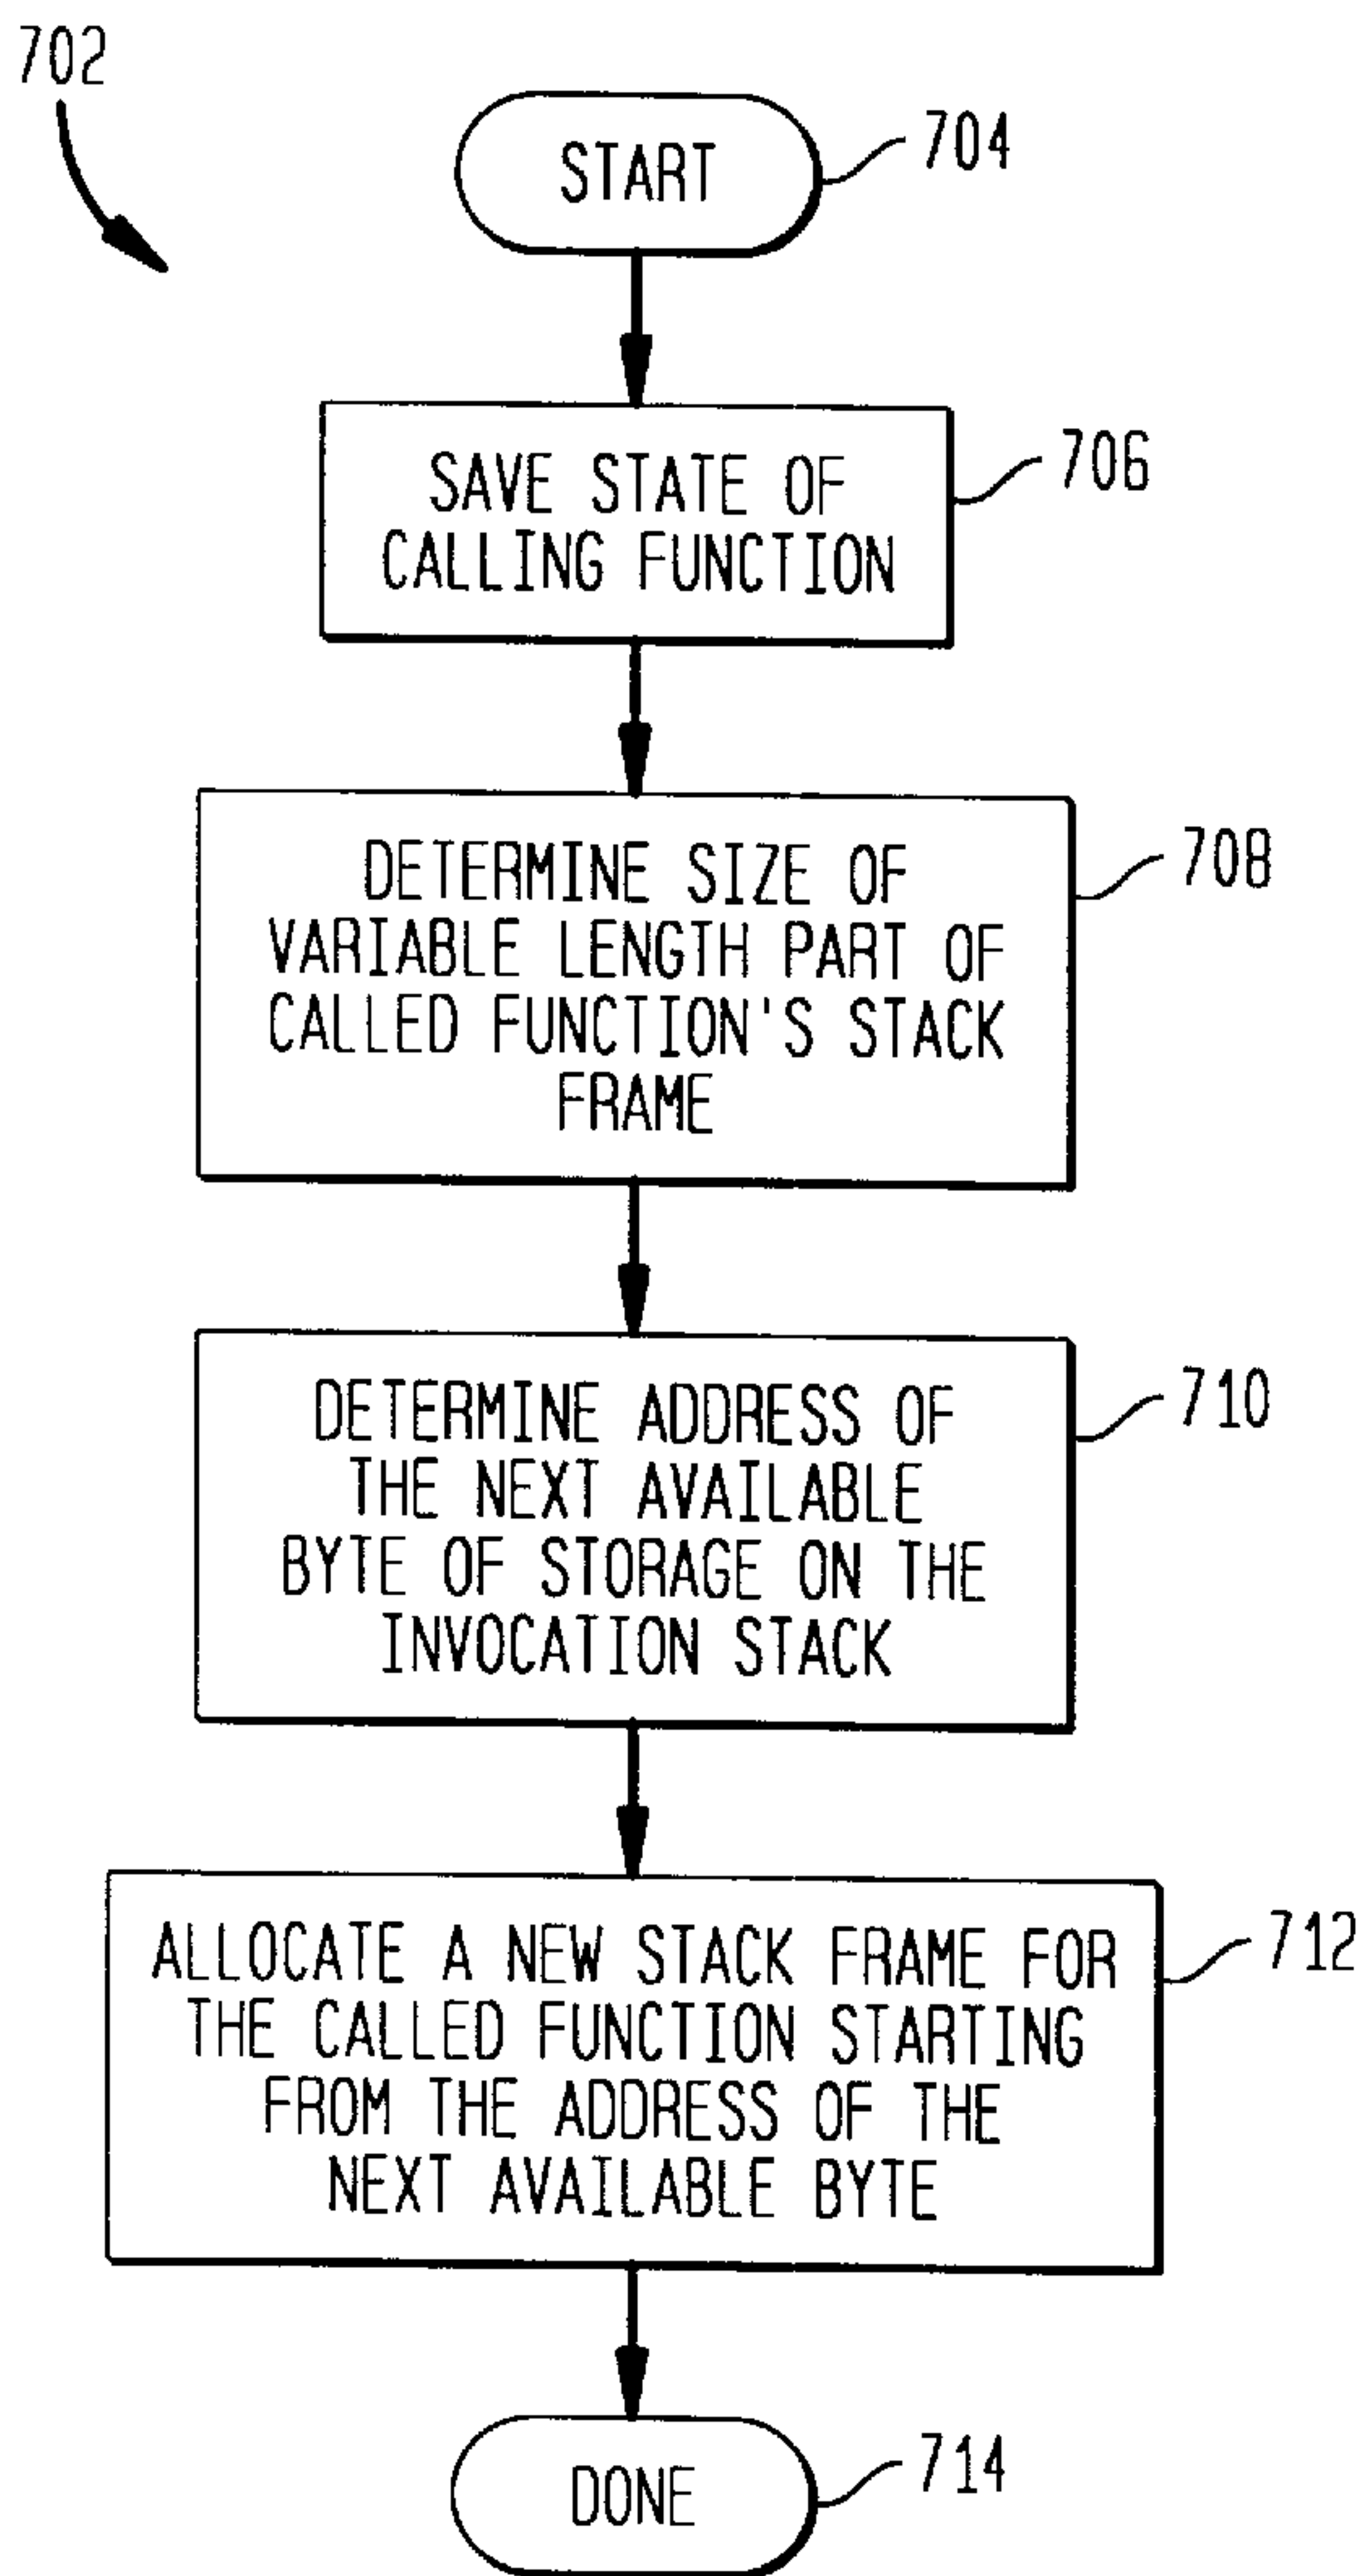 702
START
704
SAVE STATE OF
CALLING FUNCTION
706
DETERMINE SIZE OF
VARIABLE LENGTH PART OF
CALLED FUNCTION'S STACK
FRAME
708
DETERMINE ADDRESS OF
THE NEXT AVAILABLE
BYTE OF STORAGE ON THE
INVOCATION STACK
710
ALLOCATE A NEW STACK FRAME FOR
THE CALLED FUNCTION STARTING
FROM THE ADDRESS OF THE
NEXT AVAILABLE BYTE
712
DONE
714